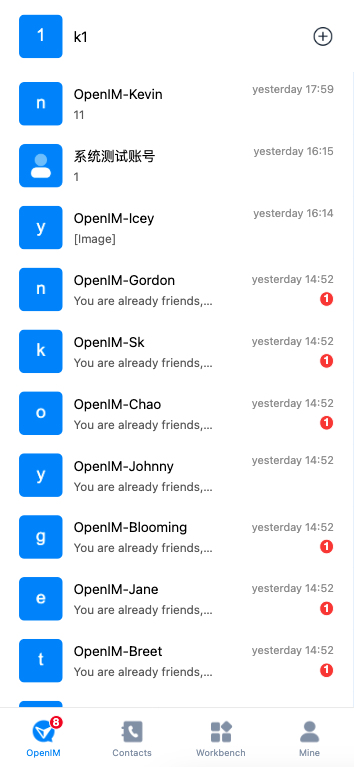 1
k1
n
OpenIM-Kevin
yesterday 17:59
11
系统测试账号
yesterday 16:15
1
y
OpenIM-Icey
yesterday 16:14
[Image]
n
OpenIM-Gordon
yesterday 14:52
You are already friends,...
1
k
OpenIM-Sk
yesterday 14:52
You are already friends,...
1
o
OpenIM-Chao
yesterday 14:52
You are already friends,...
1
y
OpenIM-Johnny
yesterday 14:52
You are already friends,...
g
OpenIM-Blooming
yesterday 14:52
You are already friends,...
1
e
OpenIM-Jane
yesterday 14:52
You are already friends,...
1
t
OpenIM-Breet
yesterday 14:52
You are already friends,...
1
8
OpenIM
Contacts
Workbench
Mine